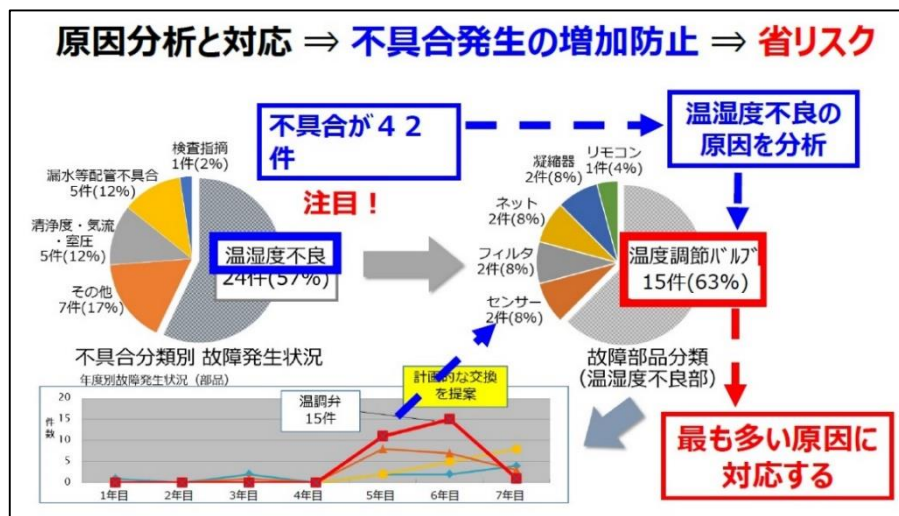 原因分析と対応 ⇒ 不具合発生の増加防止 ⇒ 省リスク
不具合が４２
件
温湿度不良の
原因を分析
検査指摘
1件(2%)
漏水等配管不具合
5件(12%)
清浄度・気流
・室圧
5件(12%)
その他
7件(17%)
注目！
温湿度不良
24件(57%)
不具合分類別 故障発生状況
リモコン
1件(4%)
凝縮器
2件(8%)
ネット
2件(8%)
フィルタ
2件(8%)
センサー
2件(8%)
温度調節ﾊﾞﾙﾌﾞ
15件(63%)
故障部品分類
（温湿度不良部）
最も多い原因に
対応する
年度別故障発生状況（部品）
計画的な交換
を提案
温調弁
15件
件数
20
15
10
5
0
1年目 2年目 3年目 4年目 5年目 6年目 7年目